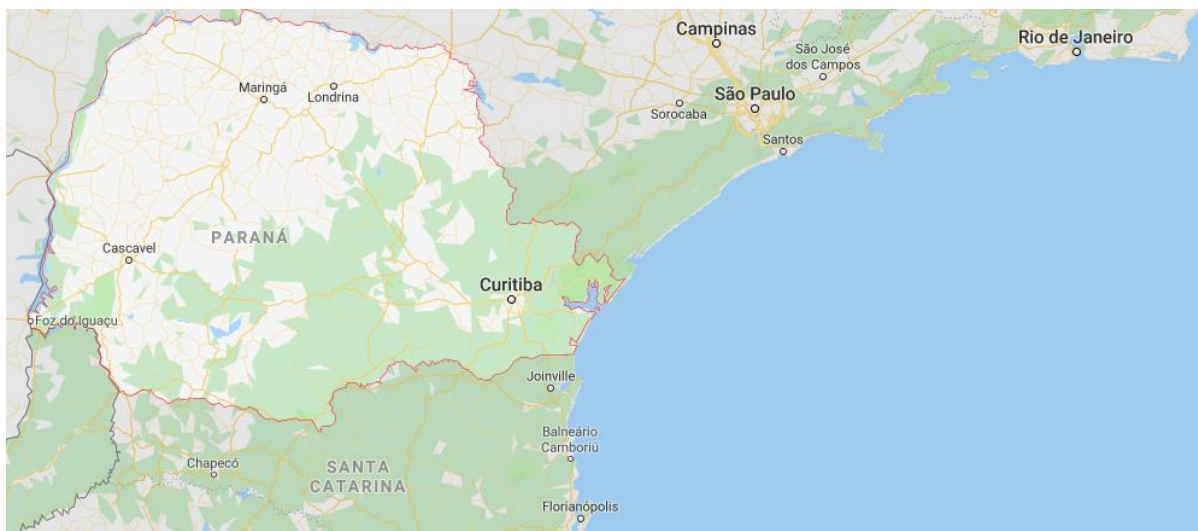 Campinas
São José
dos Campos
Rio de Janeiro
Maringá
Londrina
São Paulo
Sorocaba
Santos
PARANÁ
Cascavel
Curitiba
Foz do Iguaçu
Joinville
Balneário
Camboriú
Chapecó
SANTA
CATARINA
Florianópolis